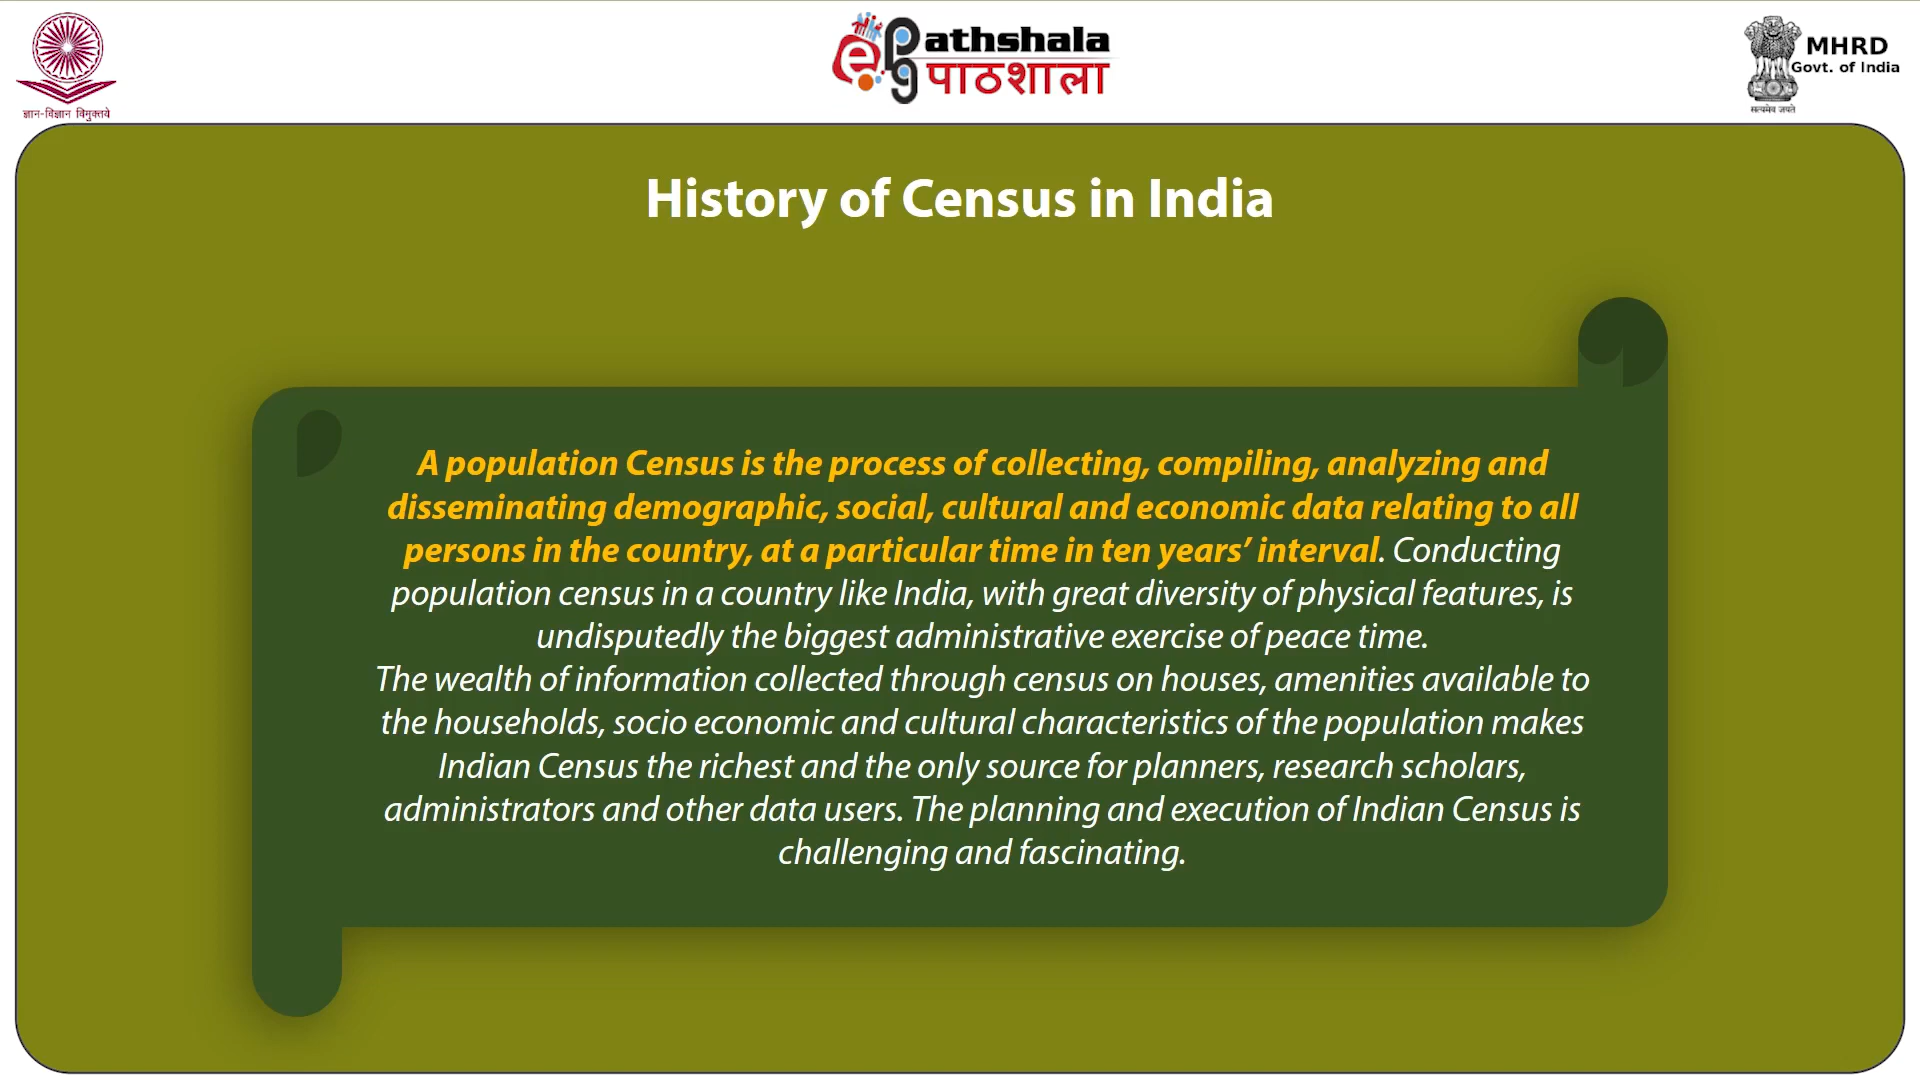 ज्ञान-विज्ञान विमुक्तये
e
pg
athshala
पाठशाला
MHRD
Govt. of India
सत्यमेव जयते
History of Census in India
A population Census is the process of collecting, compiling, analyzing and
disseminating demographic, social, cultural and economic data relating to all
persons in the country, at a particular time in ten years’ interval. Conducting
population census in a country like India, with great diversity of physical features, is
undisputedly the biggest administrative exercise of peace time.
The wealth of information collected through census on houses, amenities available to
the households, socio economic and cultural characteristics of the population makes
Indian Census the richest and the only source for planners, research scholars,
administrators and other data users. The planning and execution of Indian Census is
challenging and fascinating.